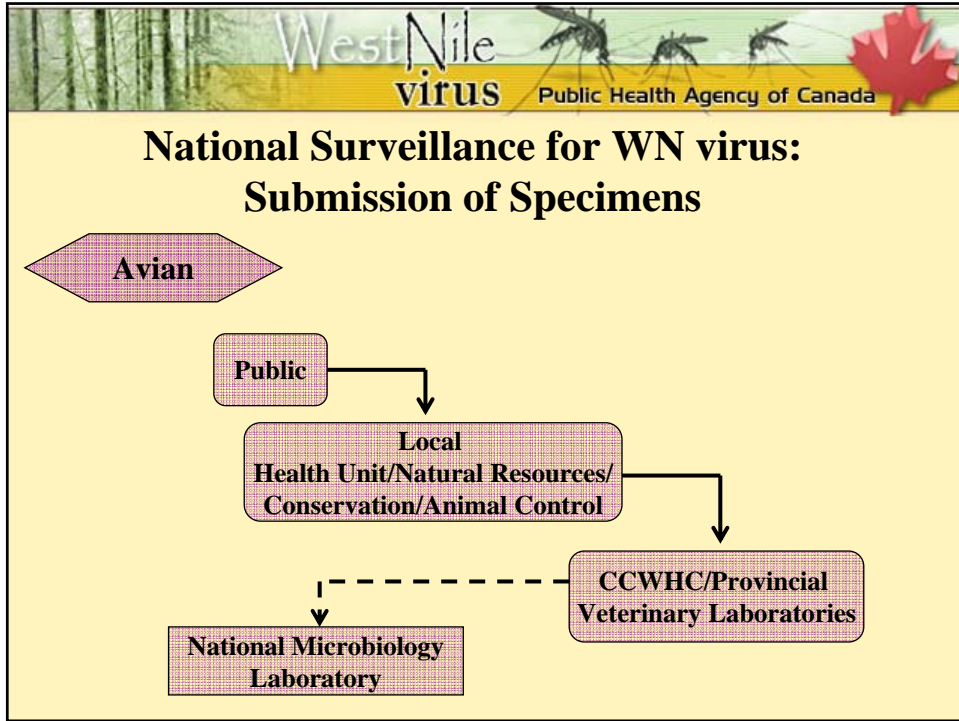 West Nile
virus Public Health Agency of Canada
National Surveillance for WN virus:
Submission of Specimens
Avian
Public
Local
Health Unit/Natural Resources/
Conservation/Animal Control
CCWHC/Provincial
Veterinary Laboratories
National Microbiology
Laboratory